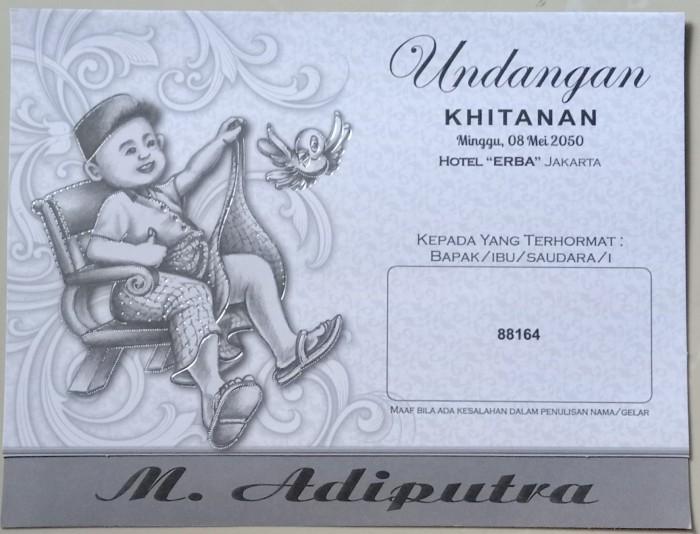 Undangan
KHITANAN
Minggu, 08 Mei 2050
HOTEL "ERBA" JAKARTA
KEPADA YANG TERHORMAT :
BAPAK/IBU/SAUDARA/I
88164
MAAF BILA ADA KESALAHAN DALAM PENULISAN NAMA/GELAR
M. Adiputra